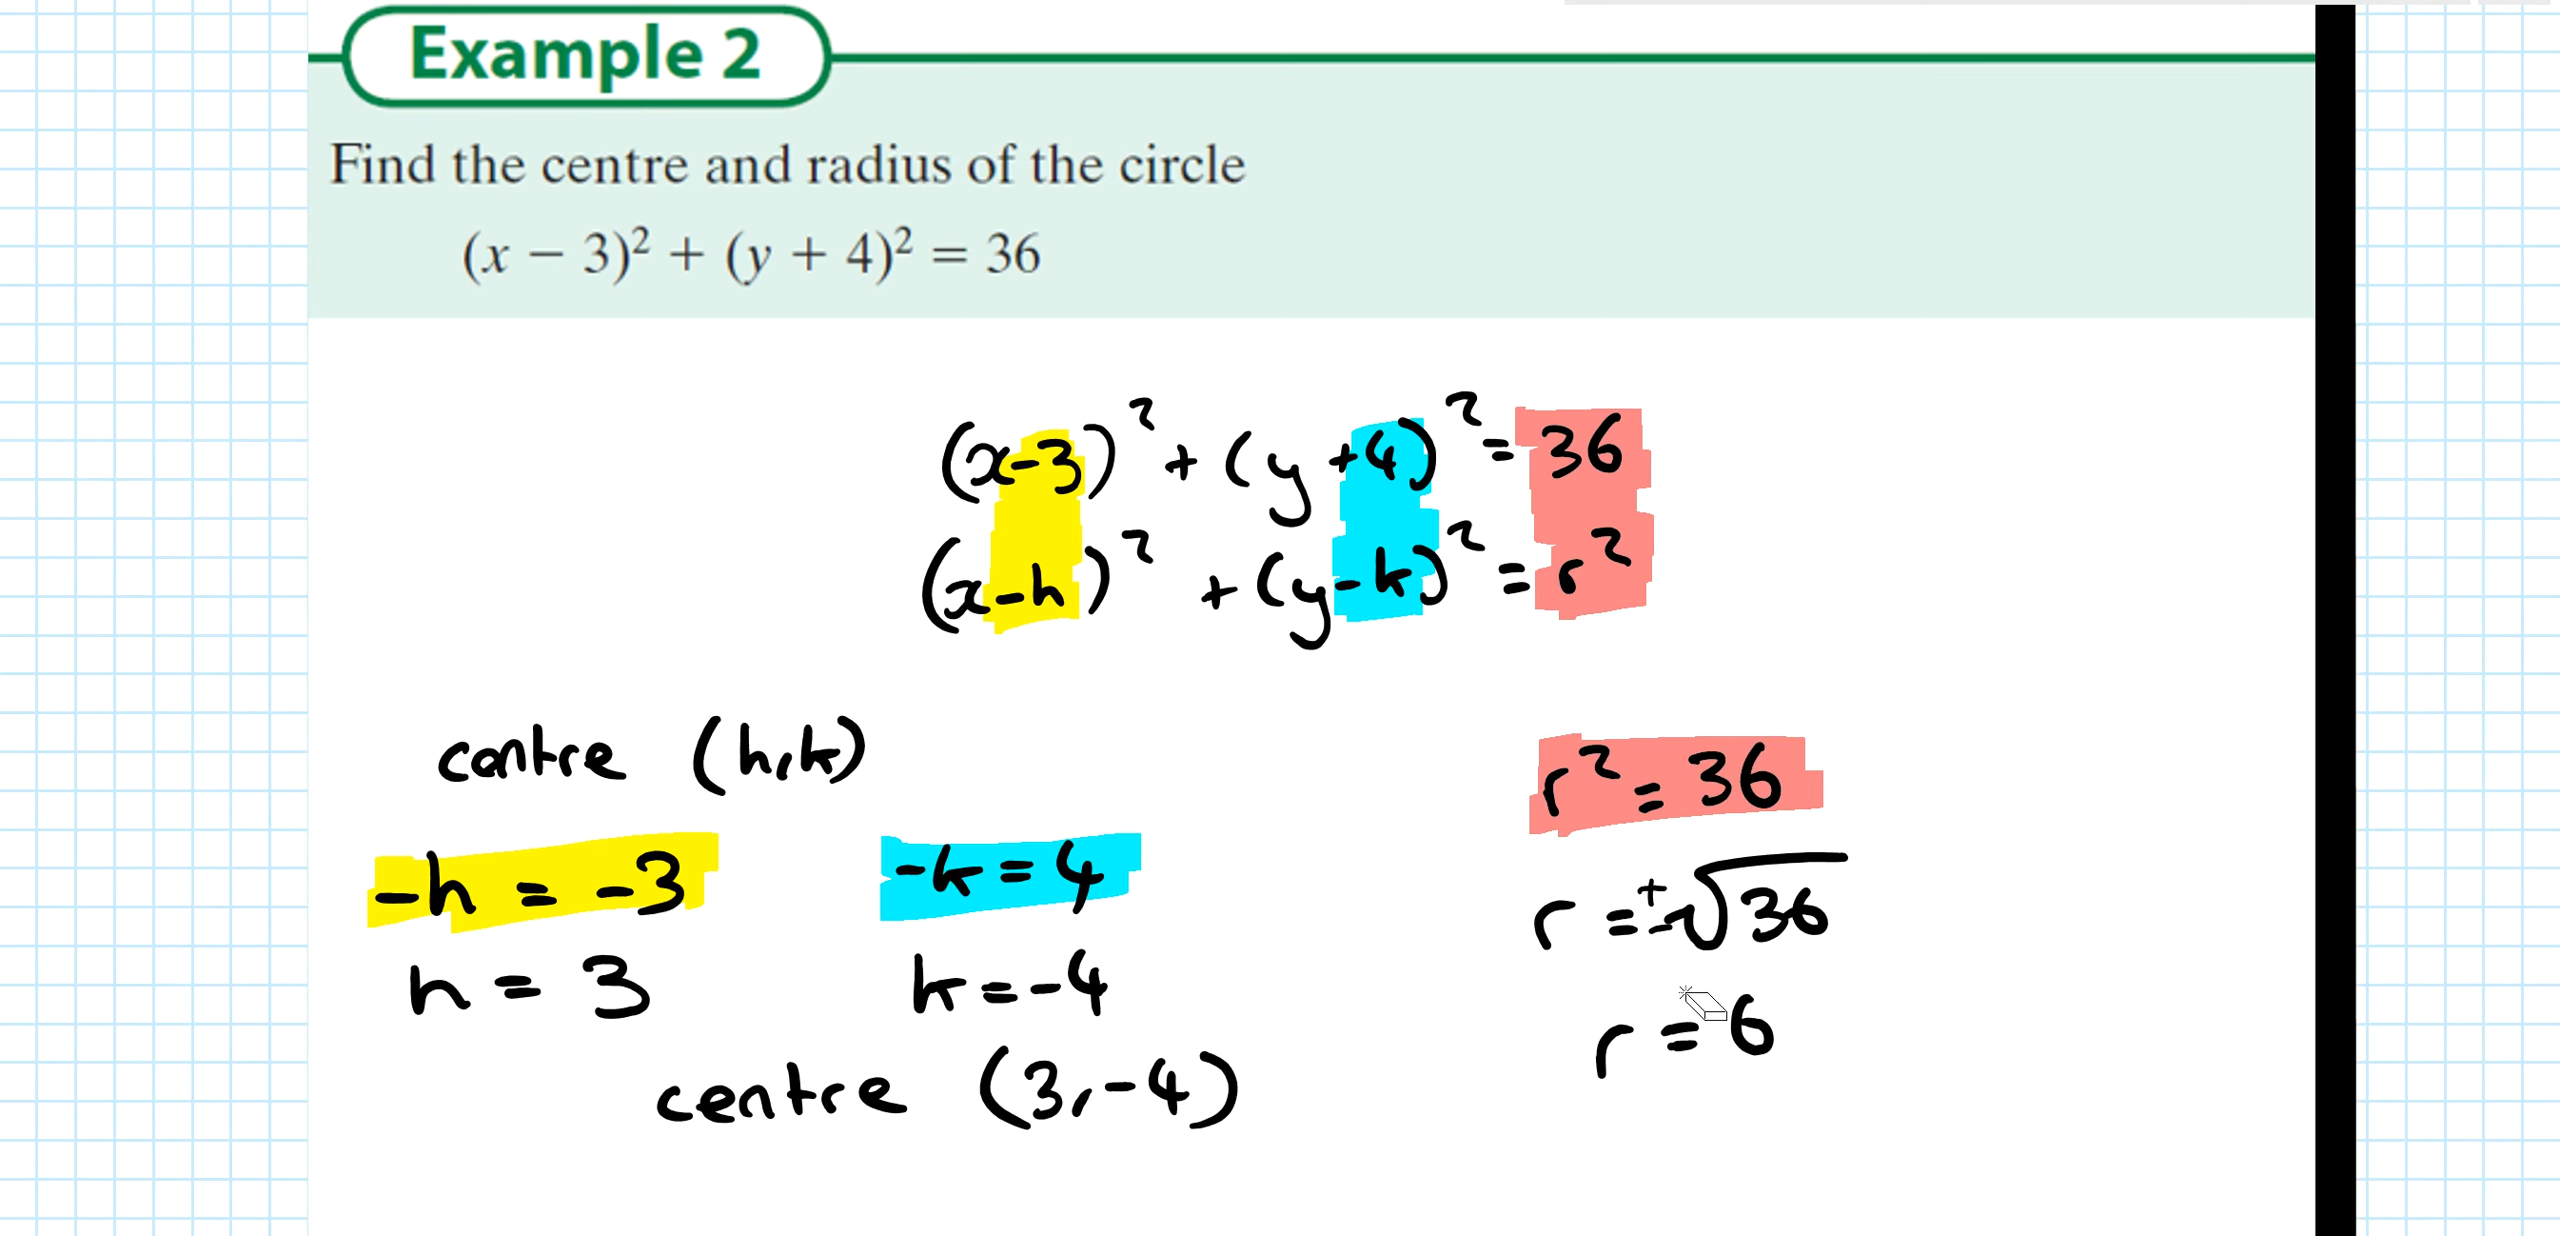 Example 2
Find the centre and radius of the circle
(x − 3)² + (y + 4)² = 36
(x-3)² + (y+4)² = 36
(x-h)² + (y-k)² = r²
centre (h,k)
r² = 36
-h = -3
-k = 4
r = ±√36
h = 3
k = -4
r = 6
centre (3,-4)